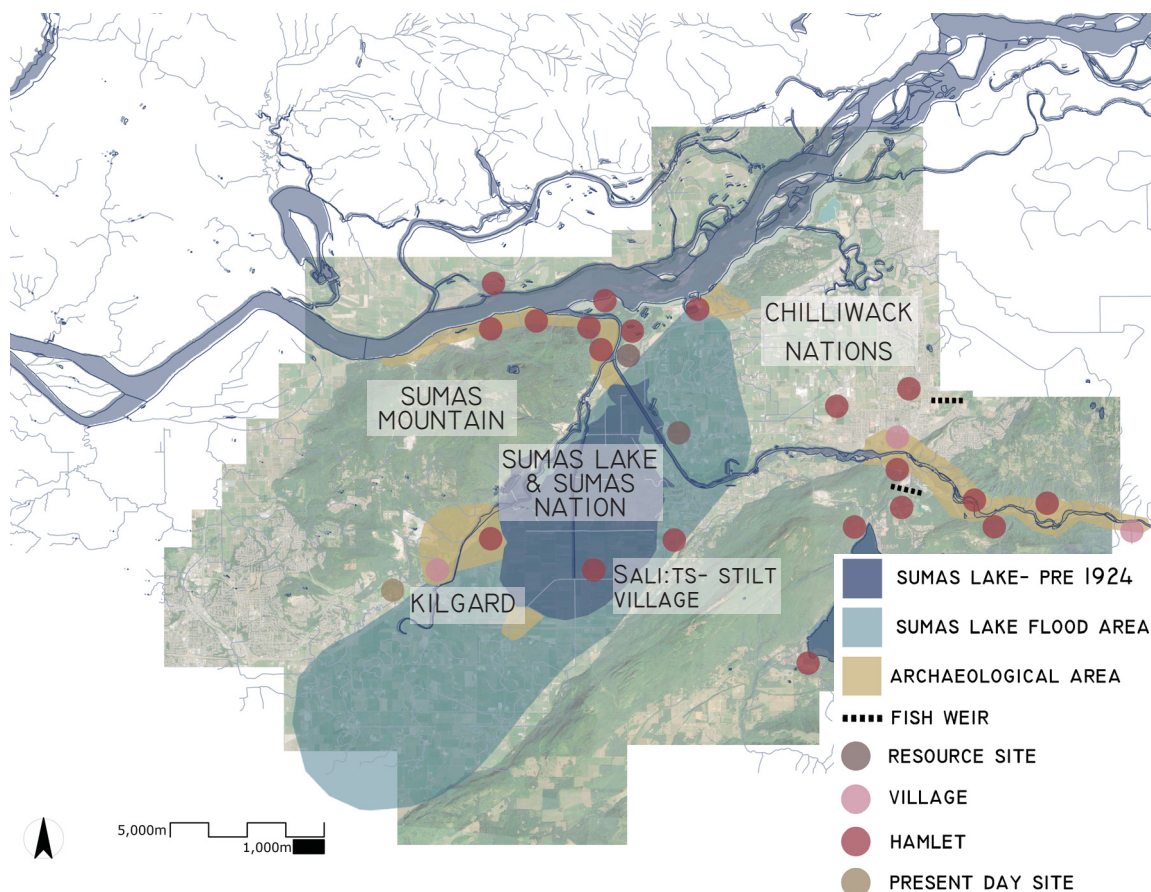 CHILLIWACK
NATIONS
SUMAS
MOUNTAIN
SUMAS LAKE
& SUMAS
NATION
SALI:TS- STILT
VILLAGE
KILGARD
SUMAS LAKE- PRE 1924
SUMAS LAKE FLOOD AREA
ARCHAEOLOGICAL AREA
FISH WEIR
RESOURCE SITE
VILLAGE
HAMLET
PRESENT DAY SITE
5,000m
1,000m